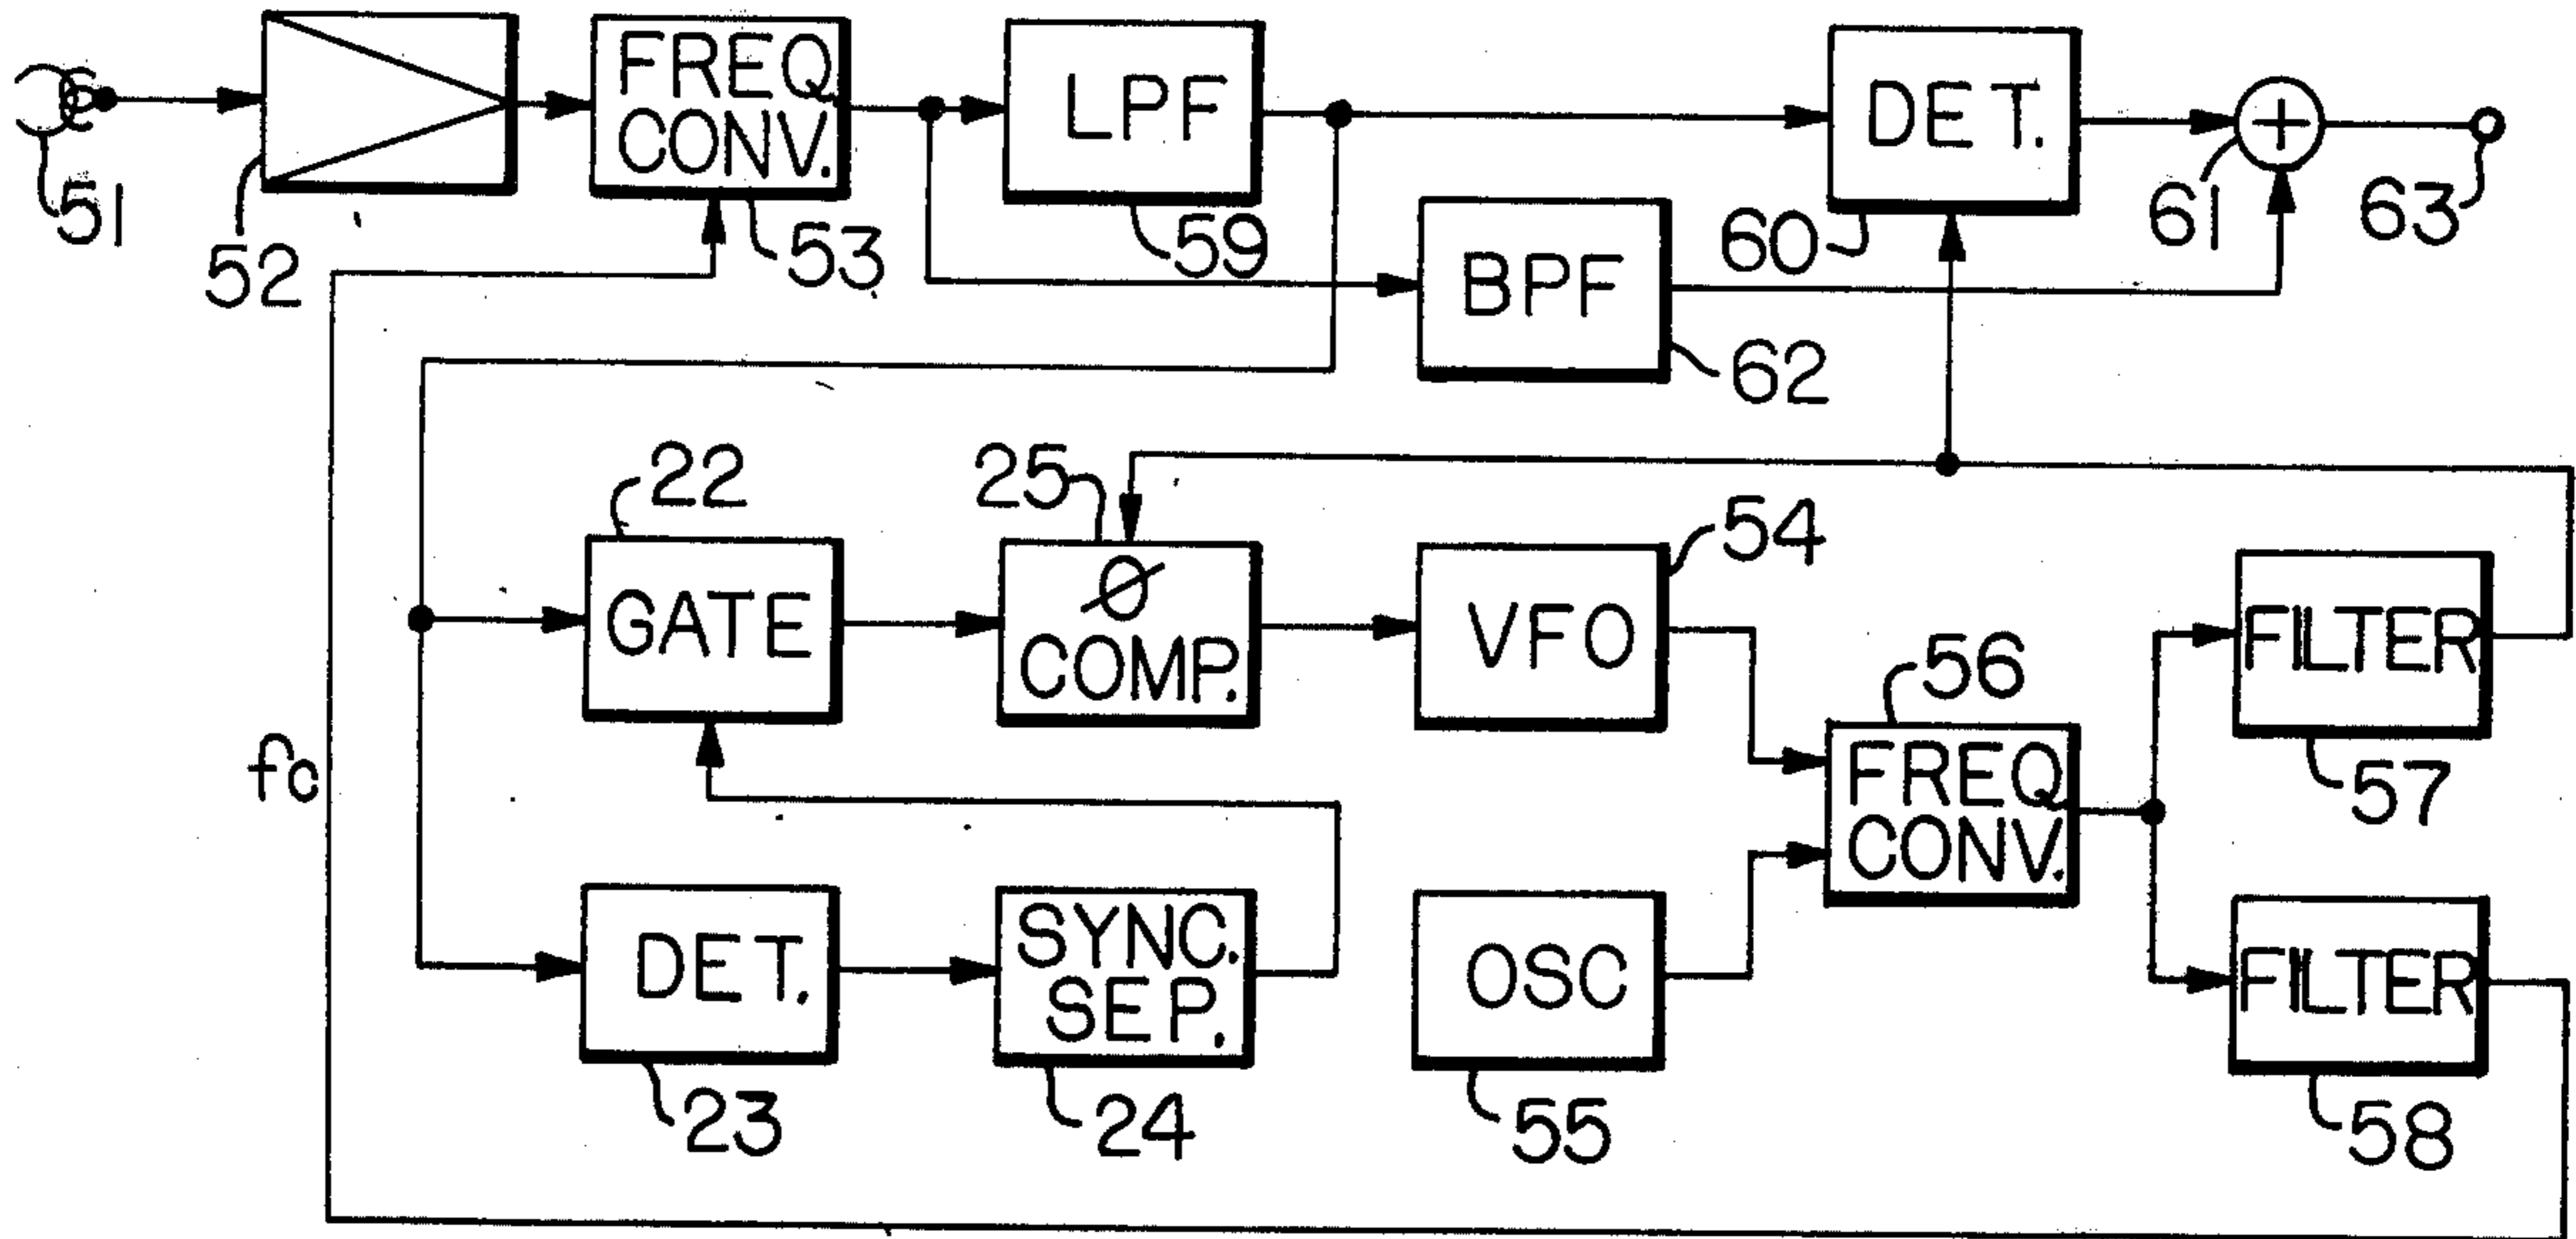 FREQ.
CONV.
LPF
DET.
51
52
53
59
60
61
63
BPF
62
22
25
54
GATE
Ø
COMP.
VFO
56
FILTER
fc
FREQ.
CONV.
57
DET.
SYNC.
SEP.
OSC
FILTER
23
24
55
58